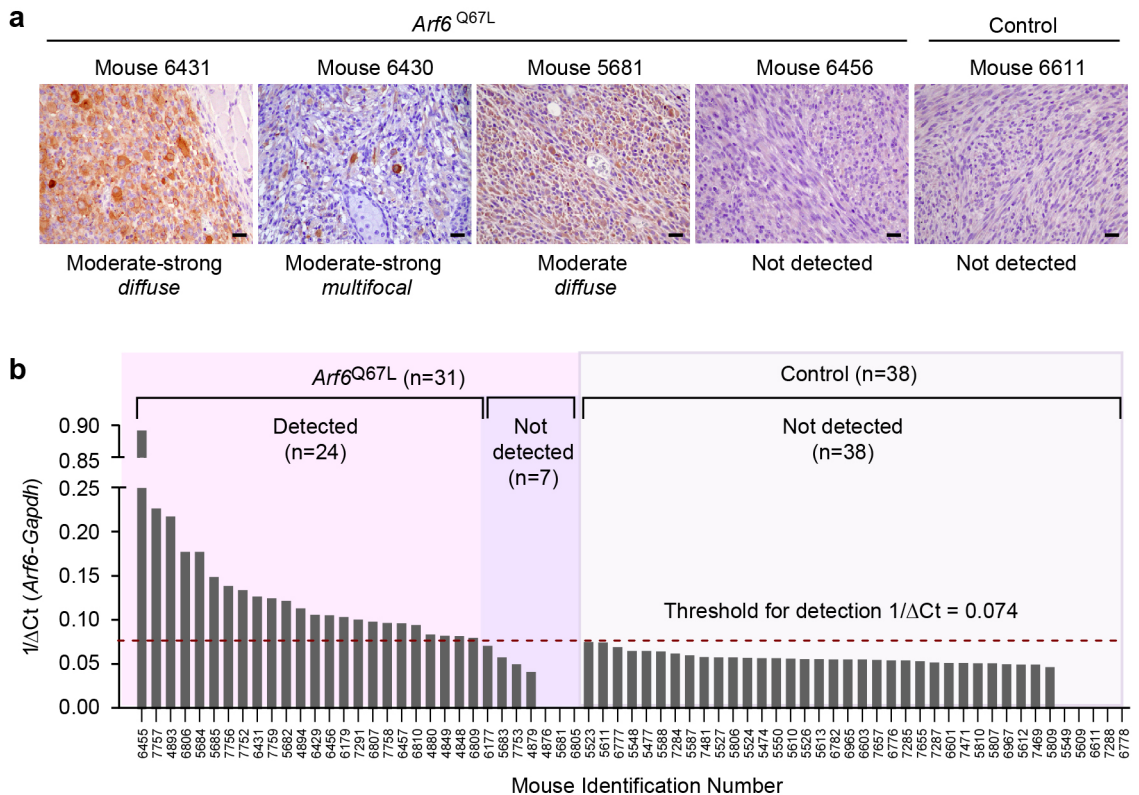 a
Arf6 Q67L
Control
Mouse 6431
Mouse 6430
Mouse 5681
Mouse 6456
Mouse 6611
Moderate-strong
diffuse
Moderate-strong
multifocal
Moderate
diffuse
Not detected
Not detected
b
Arf6Q67L (n=31)
Control (n=38)
Detected
(n=24)
Not
detected
(n=7)
Not detected
(n=38)
1/ΔCt (Arf6-Gapdh)
0.90
0.85
0.25
0.20
0.15
0.10
0.05
0.00
Threshold for detection 1/ΔCt = 0.074
6455
7757
4893
6806
5684
5685
7756
7752
6431
7759
5682
4894
6429
6456
6179
7291
6807
7758
6457
6810
4880
4849
4848
6809
6177
5683
7753
4879
4876
5681
6805
5523
5611
6777
5548
5477
5588
7284
7287
7481
5527
5806
5524
5474
5550
5610
5526
5613
6782
6965
6603
7657
6776
7285
7655
7287
6601
7471
5810
5807
6967
5612
7469
5809
5549
5609
6611
7288
6778
Mouse Identification Number